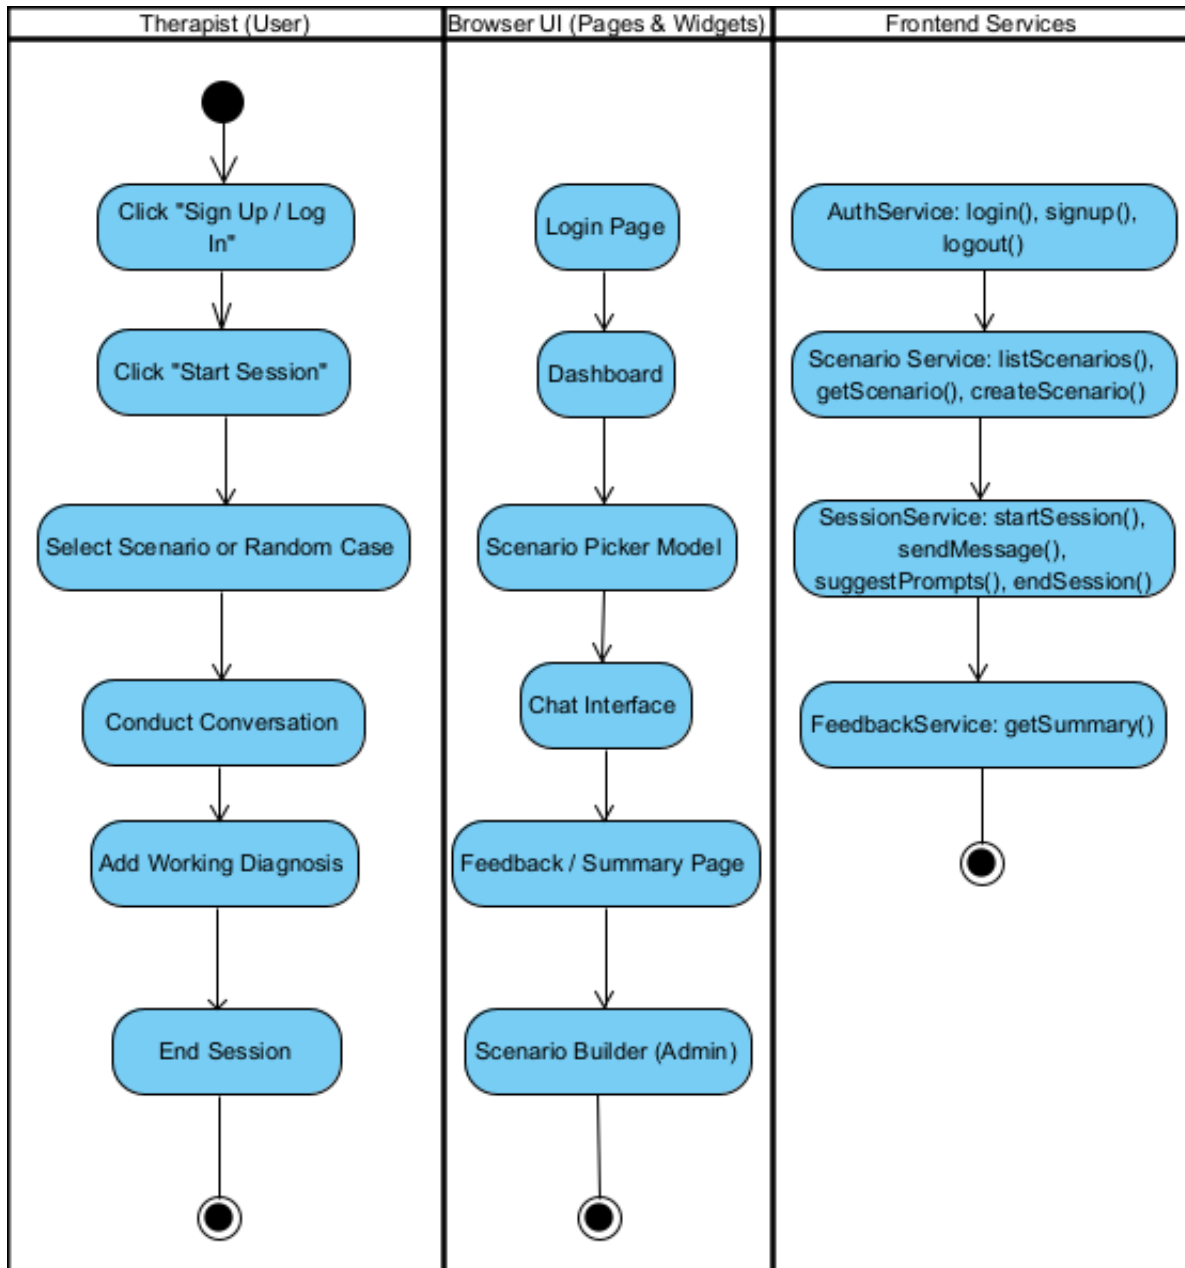 Therapist (User)
Browser UI (Pages & Widgets)
Frontend Services
Click "Sign Up / Log
In"
Click "Start Session"
Select Scenario or Random Case
Conduct Conversation
Add Working Diagnosis
End Session
Login Page
Dashboard
Scenario Picker Model
Chat Interface
Feedback / Summary Page
Scenario Builder (Admin)
AuthService: login(), signup(),
logout()
Scenario Service: listScenarios(),
getScenario(), createScenario()
SessionService: startSession(),
sendMessage(),
suggestPrompts(), endSession()
FeedbackService: getSummary()